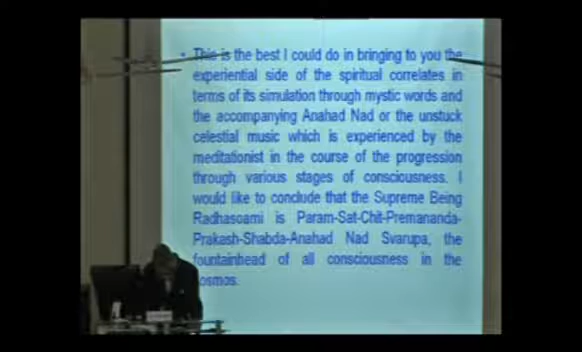 • This is the best I could do in bringing to you the
experiential side of the spiritual correlates in
terms of its simulation through mystic words and
the accompanying Anahad Nad or the unstuck
celestial music which is experienced by the
meditationist in the course of the progression
through various stages of consciousness. I
would like to conclude that the Supreme Being
Radhasoami is Param-Sat-Chit-Premananda-
Prakash-Shabda-Anahad Nad Svarupa, the
fountainhead of all consciousness in the
cosmos.